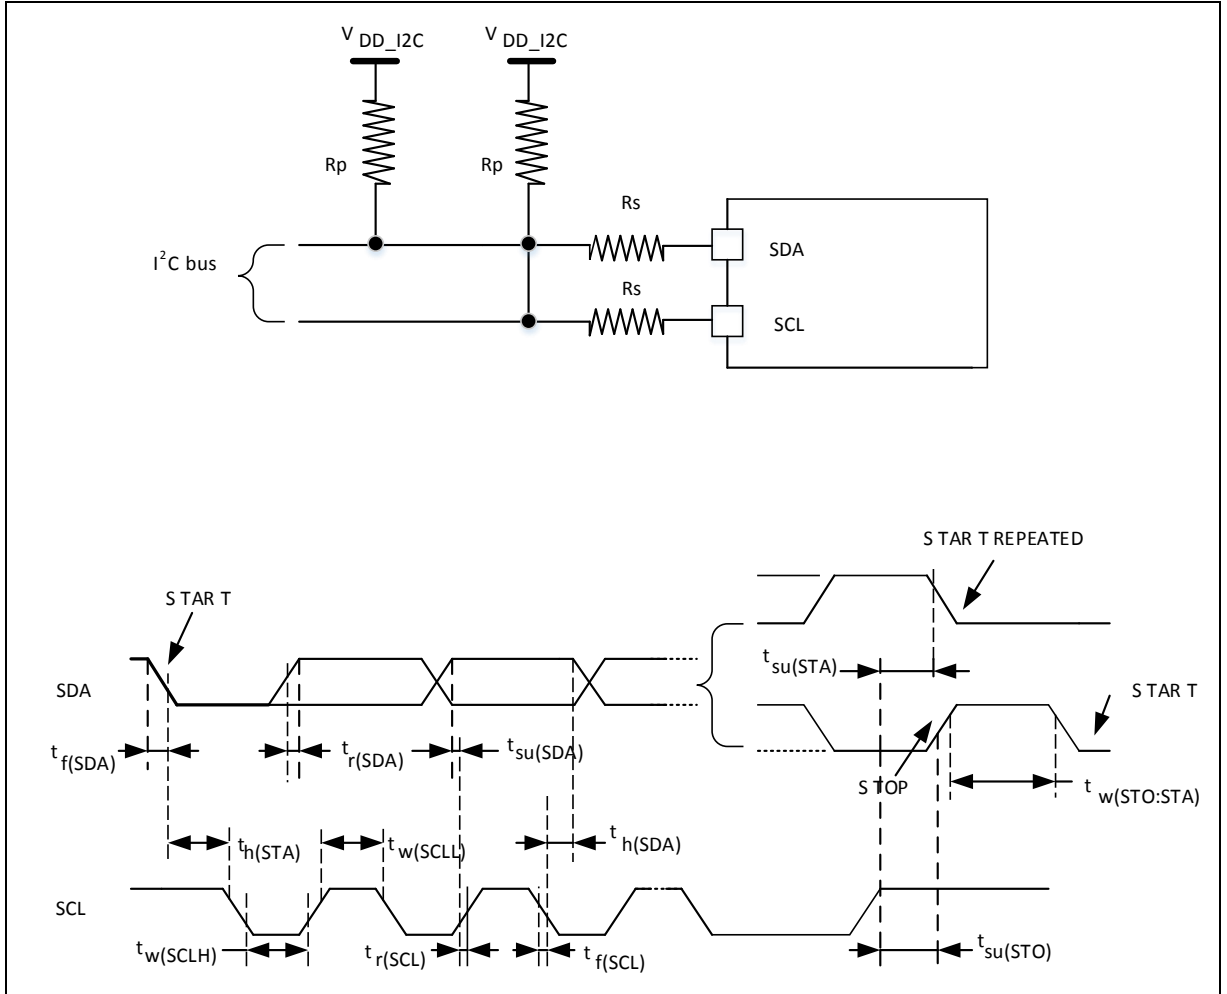 V DD_I2C
V DD_I2C
Rp
Rp
Rs
SDA
I²C bus
Rs
SCL
S TAR T REPEATED
S TAR T
t su(STA)
SDA
S TAR T
t f(SDA)
t r(SDA)
t su(SDA)
S TOP
t w(STO:STA)
t h(STA)
t w(SCLL)
t h(SDA)
SCL
t w(SCLH)
t r(SCL)
t f(SCL)
t su(STO)